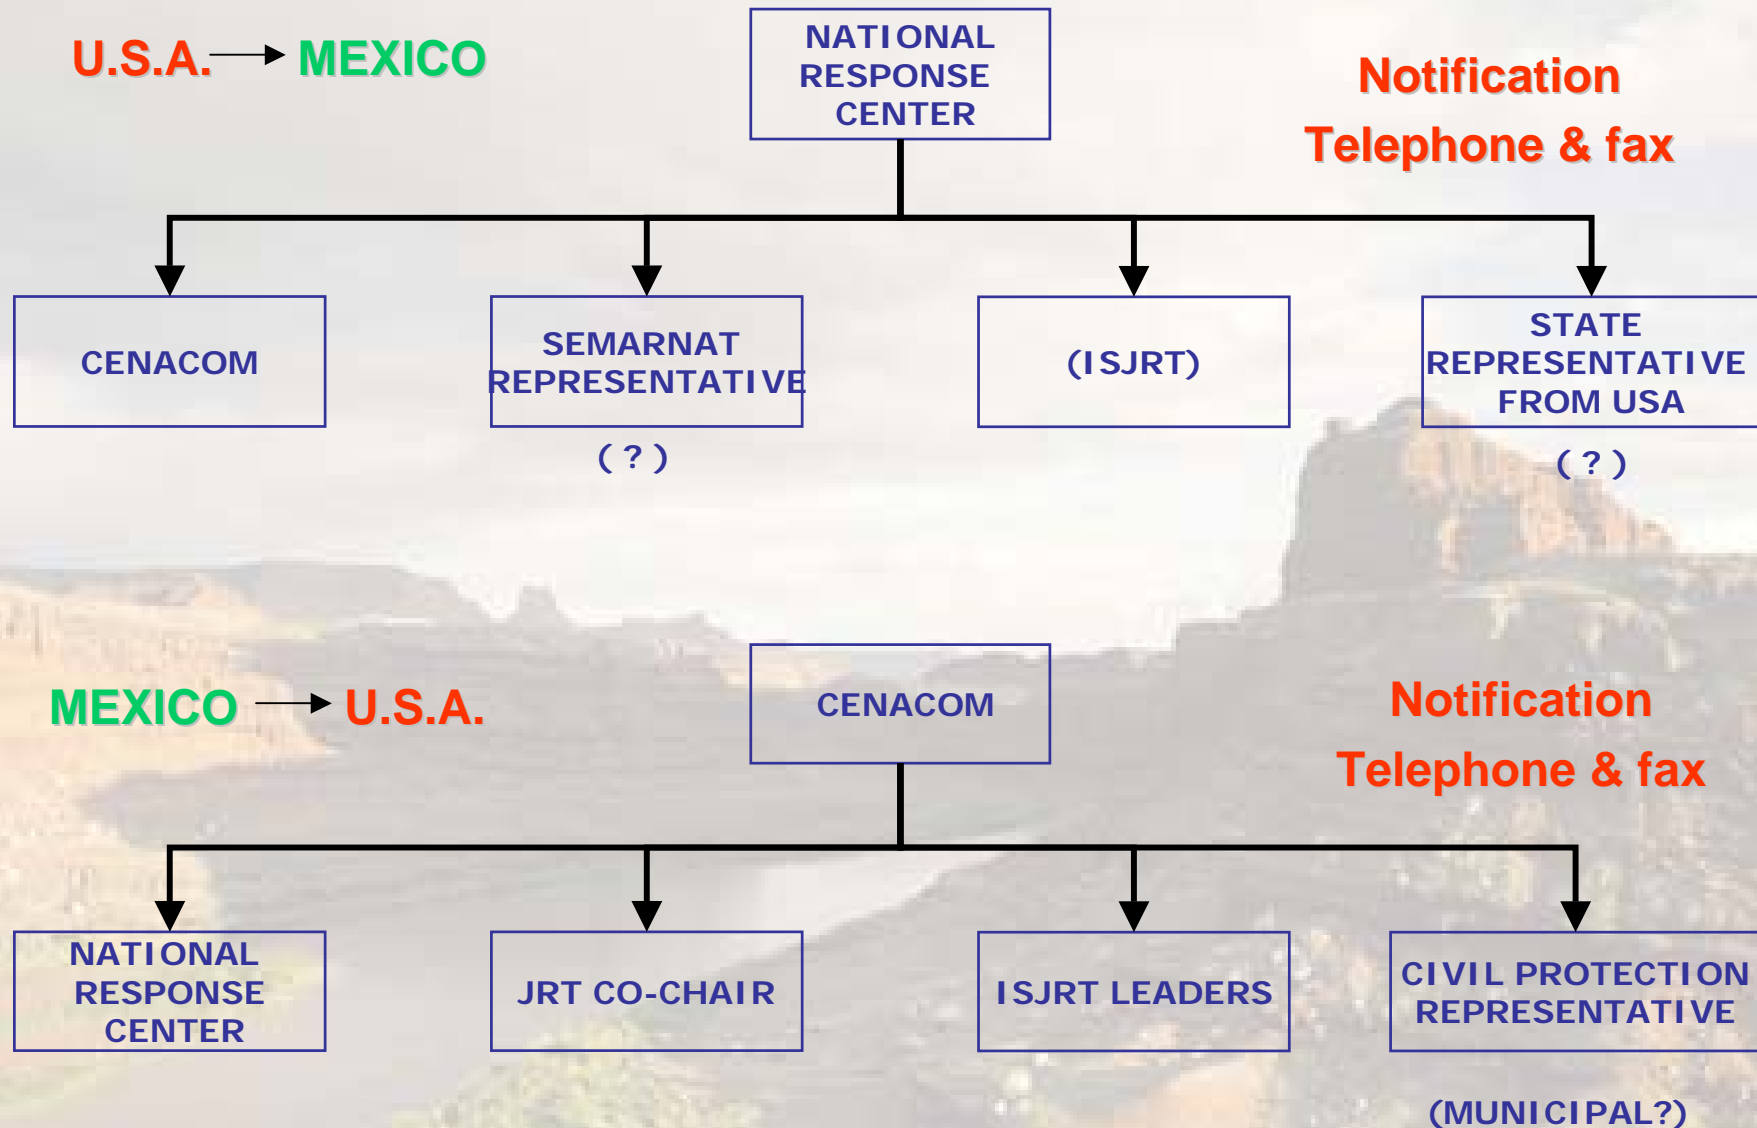 U.S.A. MEXICO
NATIONAL
RESPONSE
CENTER
Notification
Telephone & fax
CENACOM
SEMARNAT
REPRESENTATIVE
( ? )
(ISJRT)
STATE
REPRESENTATIVE
FROM USA
( ? )
MEXICO U.S.A.
CENACOM
Notification
Telephone & fax
NATIONAL
RESPONSE
CENTER
JRT CO-CHAIR
ISJRT LEADERS
CIVIL PROTECTION
REPRESENTATIVE
(MUNICIPAL?)